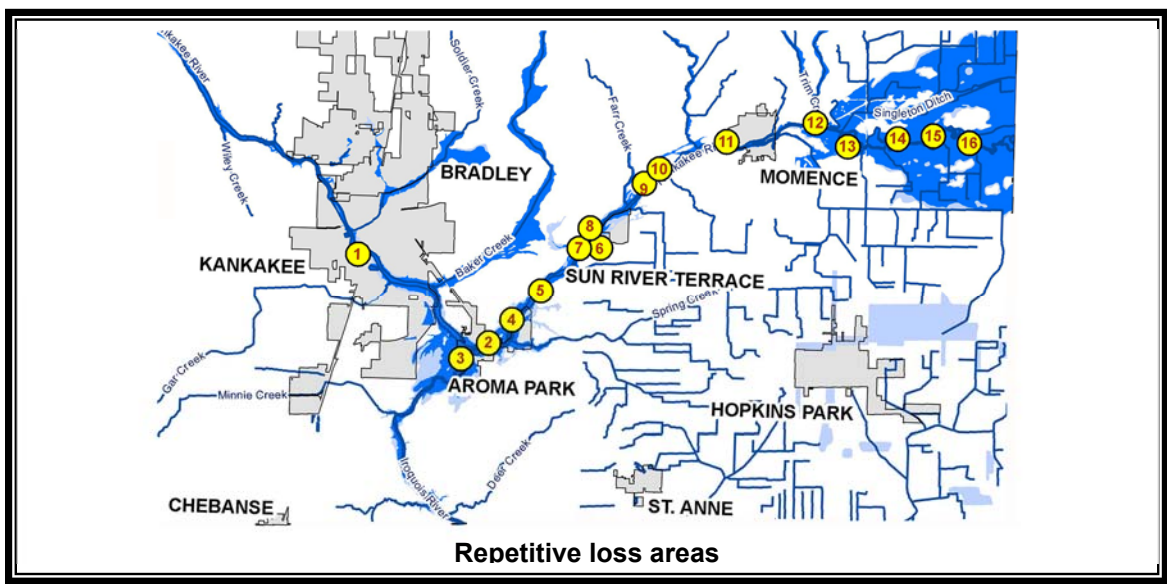 nkakee River
Soldier Creek
Trim C
Singleton Ditch
12
Farr Creek
11
15
14
16
13
Wiley Creek
BRADLEY
10
9
MOMENCE
8
7
6
1
KANKAKEE
Baker Creek
SUN RIVER TERRACE
5
Spring Creek
4
2
3
Gar Creek
AROMA PARK
Minnie Creek
HOPKINS PARK
Iroquois River
Deer Creek
CHEBANSE
ST. ANNE
Repetitive loss areas